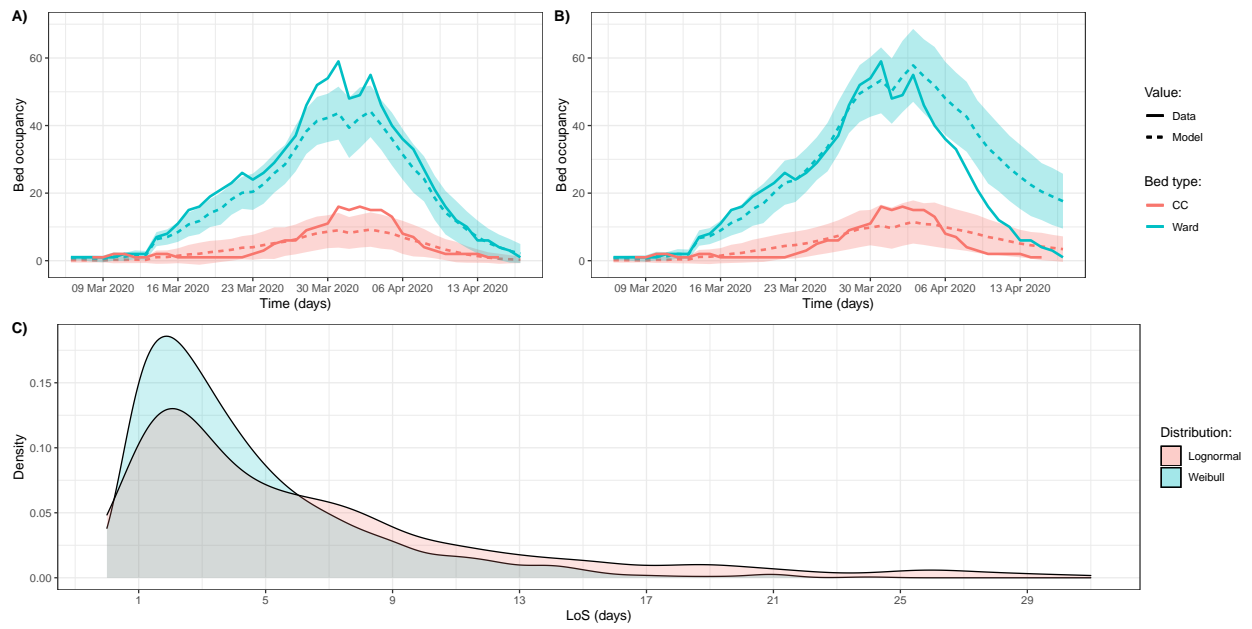 A)
Bed occupancy
60
40
20
0
09 Mar 2020 16 Mar 2020 23 Mar 2020 30 Mar 2020 06 Apr 2020 13 Apr 2020
Time (days)
B)
Bed occupancy
60
40
20
0
09 Mar 2020 16 Mar 2020 23 Mar 2020 30 Mar 2020 06 Apr 2020 13 Apr 2020
Time (days)
Value:
Data
Model
Bed type:
CC
Ward
C)
Density
0.15
0.10
0.05
0.00
1 5 9 13 17 21 25 29
LoS (days)
Distribution:
Lognormal
Weibull